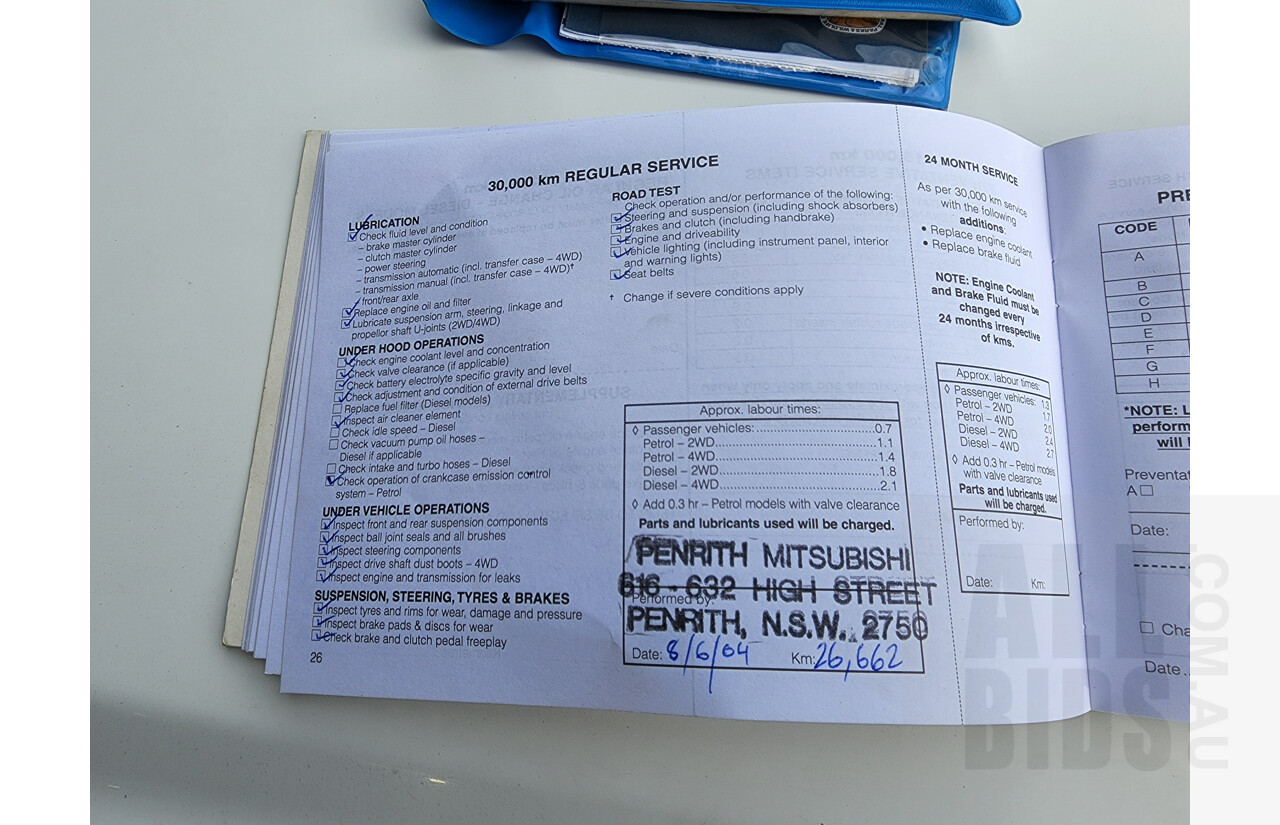 30,000 km REGULAR SERVICE
LUBRICATION
Check fluid level and condition
– brake master cylinder
– clutch master cylinder
– power steering
– transmission automatic (incl. transfer case – 4WD)
– transmission manual (incl. transfer case – 4WD)†
– front/rear axle
Replace engine oil and filter
Lubricate suspension arm, steering, linkage and
propellor shaft U-joints (2WD/4WD)
UNDER HOOD OPERATIONS
Check engine coolant level and concentration
Check valve clearance (if applicable)
Check battery electrolyte specific gravity and level
Check adjustment and condition of external drive belts
Replace fuel filter (Diesel models)
Inspect air cleaner element
Check idle speed – Diesel
Check vacuum pump oil hoses –
Diesel if applicable
Check intake and turbo hoses – Diesel
Check operation of crankcase emission control
system – Petrol
UNDER VEHICLE OPERATIONS
Inspect front and rear suspension components
Inspect ball joint seals and all brushes
Inspect steering components
Inspect drive shaft dust boots – 4WD
Inspect engine and transmission for leaks
SUSPENSION, STEERING, TYRES & BRAKES
Inspect tyres and rims for wear, damage and pressure
Inspect brake pads & discs for wear
Check brake and clutch pedal freeplay
26
ROAD TEST
Check operation and/or performance of the following:
Steering and suspension (including shock absorbers)
Brakes and clutch (including handbrake)
Engine and driveability
Vehicle lighting (including instrument panel, interior
and warning lights)
Seat belts
† Change if severe conditions apply
Approx. labour times:
◊ Passenger vehicles:..............................0.7
Petrol – 2WD..............................1.1
Petrol – 4WD..............................1.4
Diesel – 2WD..............................1.8
Diesel – 4WD..............................2.1
◊ Add 0.3 hr – Petrol models with valve clearance
Parts and lubricants used will be charged.
PENRITH MITSUBISHI
616 - 632 HIGH STREET
Performed by:
PENRITH, N.S.W. 2750
Date: 8/6/04 Km: 26,662
24 MONTH SERVICE
As per 30,000 km service
with the following
additions:
• Replace engine coolant
• Replace brake fluid
NOTE: Engine Coolant
and Brake Fluid must be
changed every
24 months irrespective
of kms.
Approx. labour times:
◊ Passenger vehicles: 1.3
Petrol – 2WD 1.7
Petrol – 4WD 2.0
Diesel – 2WD 2.4
Diesel – 4WD 2.7
◊ Add 0.3 hr – Petrol models
with valve clearance
Parts and lubricants used
will be charged.
Performed by:
Date: Km:
PRE
CODE
A
B
C
D
E
F
G
H
*NOTE: L
perform
will
Preventat
A
Date:
Cha
Date
ALL
BIDS
COM.AU